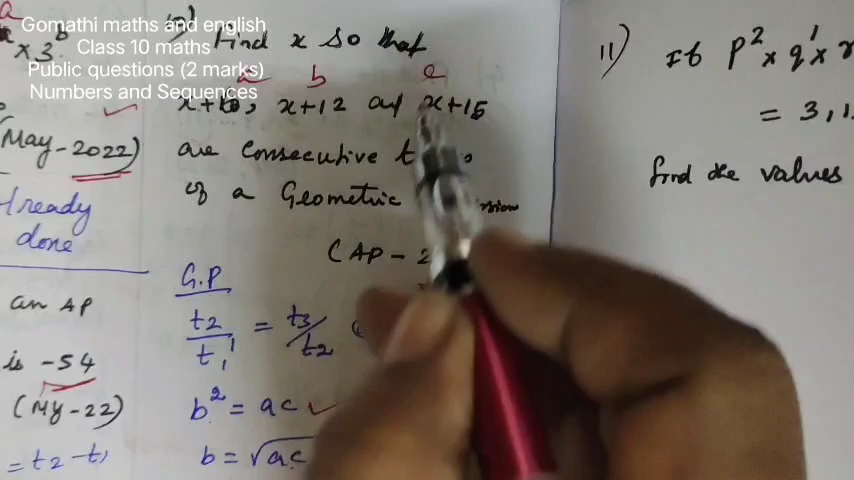 Gomathi maths and english
Class 10 maths
Public questions (2 marks)
Numbers and Sequences
a
x 3 b
(May-2022)
Already
done
an AP
is -54
(My-22)
= t2 - t1
Find x so that
a b c
x+6, x+12 and x+15
are consecutive
of a Geometric
(AP - 2
G.P
t2/t1 = t3/t2
b² = ac ✓
b = √ac
11) If P² x q¹ x
= 3,1
find the values